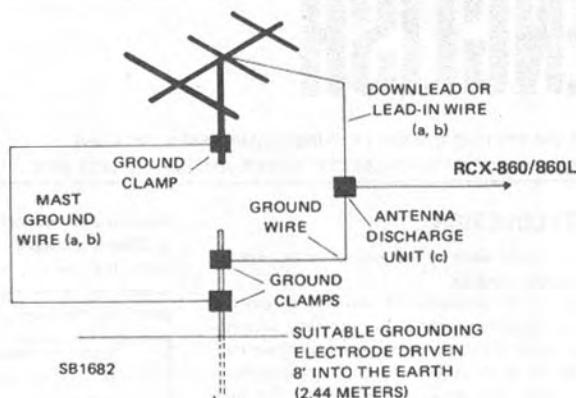 DOWNLEAD OR
LEAD-IN WIRE
(a, b)
GROUND
CLAMP
RCX-860/860L
MAST
GROUND
WIRE (a, b)
GROUND
WIRE
ANTENNA
DISCHARGE
UNIT (c)
GROUND
CLAMPS
SUITABLE GROUNDING
ELECTRODE DRIVEN
8' INTO THE EARTH
(2.44 METERS)
SB1682